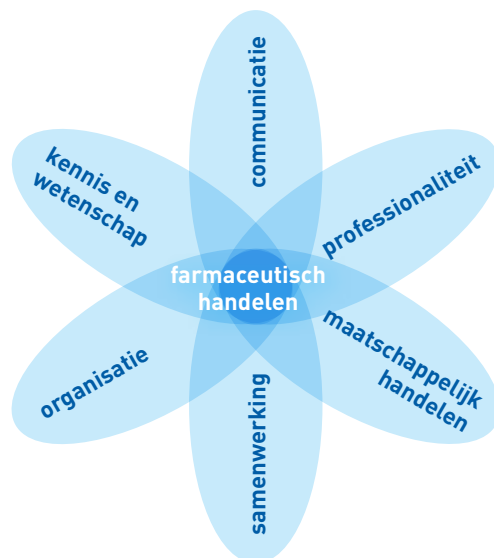 communicatie
kennis en
wetenschap
professionaliteit
farmaceutisch
handelen
organisatie
maatschappelijk
handelen
samenwerking